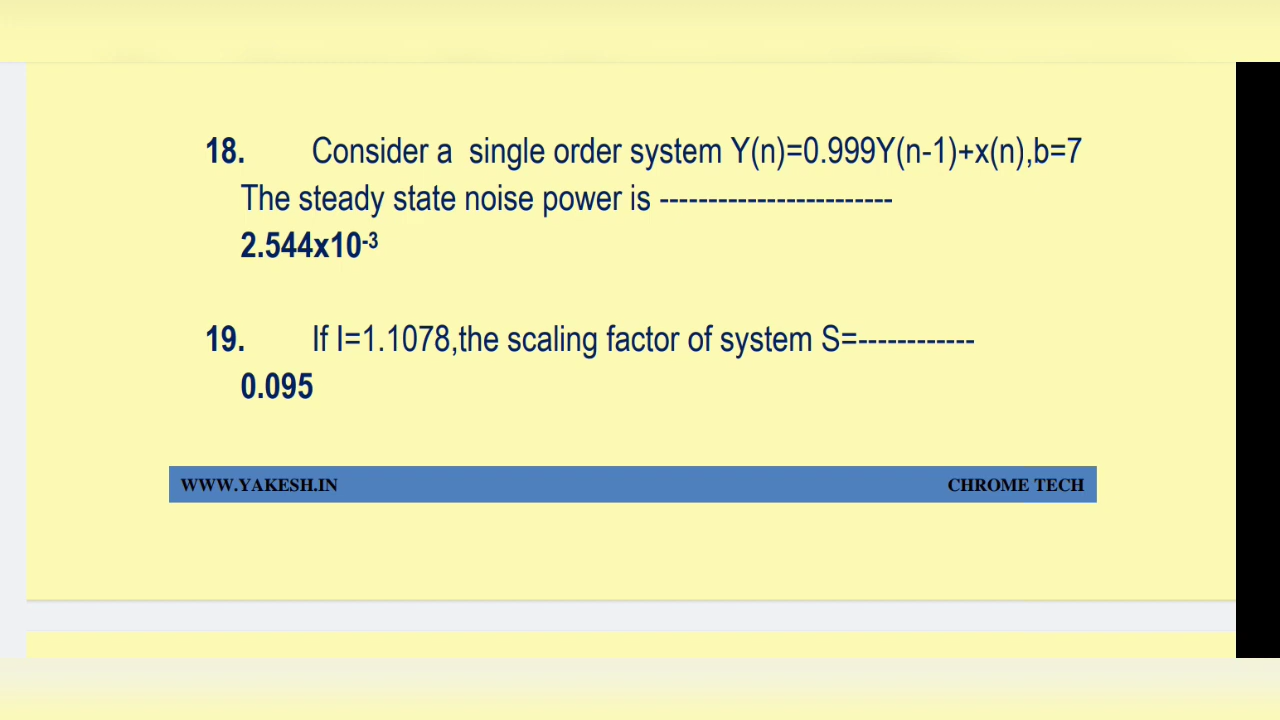 18. Consider a single order system Y(n)=0.999Y(n-1)+x(n),b=7
The steady state noise power is ------------------------
2.544x10-3
19. If I=1.1078,the scaling factor of system S=------------
0.095
WWW.YAKESH.IN CHROME TECH